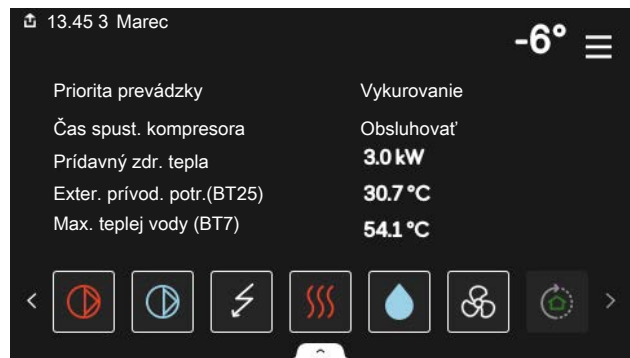 13.45 3 Marec
-6°
Priorita prevádzky Vykurovanie
Čas spust. kompresora Obsluhovať
Prídavný zdr. tepla 3.0 kW
Exter. prívod. potr.(BT25) 30.7 °C
Max. teplej vody (BT7) 54.1 °C